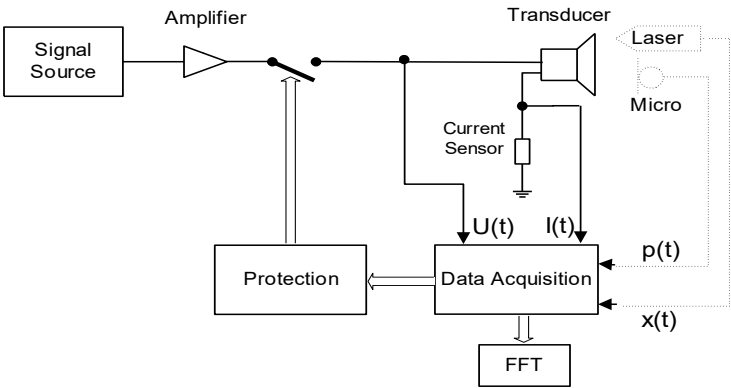 Amplifier
Transducer
Signal
Source
Laser
Micro
Current
Sensor
U(t)
I(t)
p(t)
Protection
Data Acquisition
x(t)
FFT